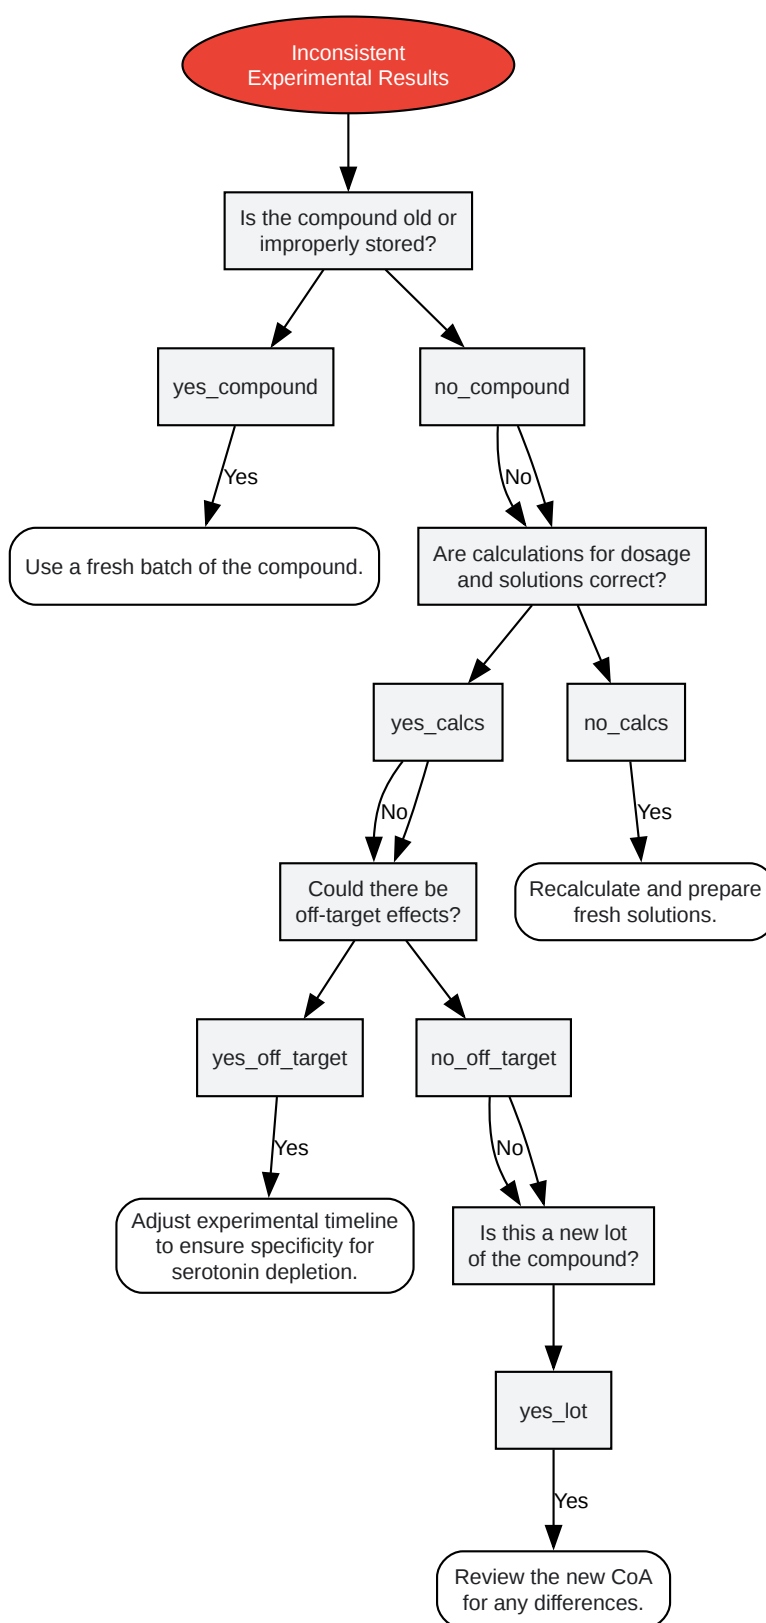 Inconsistent
Experimental Results
Is the compound old or
improperly stored?
yes_compound
no_compound
Yes
No
Use a fresh batch of the compound.
Are calculations for dosage
and solutions correct?
yes_calcs
no_calcs
No
Yes
Could there be
off-target effects?
Recalculate and prepare
fresh solutions.
yes_off_target
no_off_target
Yes
No
Adjust experimental timeline
to ensure specificity for
serotonin depletion.
Is this a new lot
of the compound?
yes_lot
Yes
Review the new CoA
for any differences.